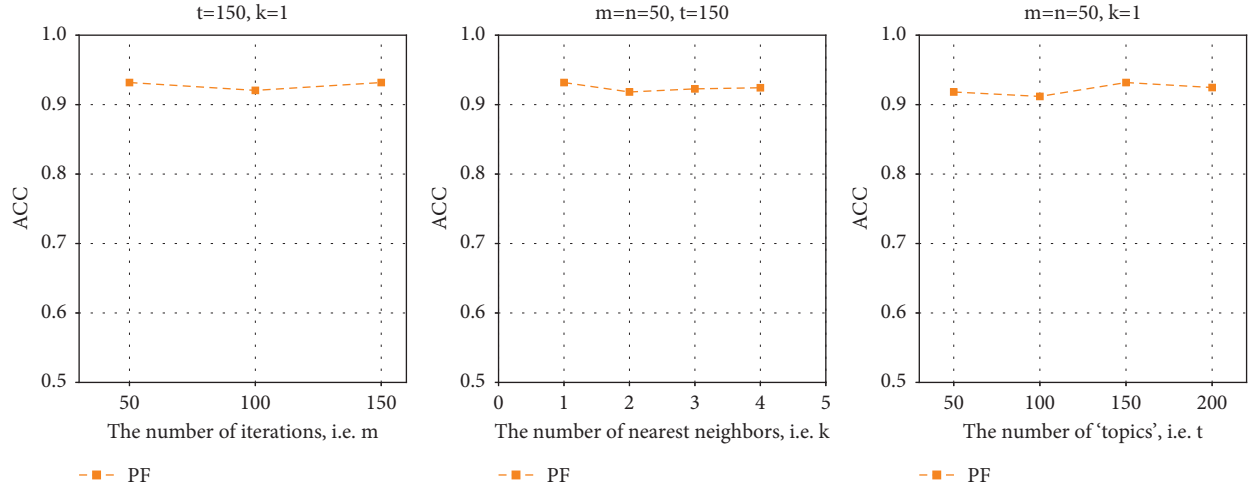 t=150, k=1
1.0
0.9
0.8
0.7
0.6
0.5
ACC
50 100 150
The number of iterations, i.e. m
PF
m=n=50, t=150
1.0
0.9
0.8
0.7
0.6
0.5
ACC
0 1 2 3 4 5
The number of nearest neighbors, i.e. k
PF
m=n=50, k=1
1.0
0.9
0.8
0.7
0.6
0.5
ACC
50 100 150 200
The number of ‘topics’, i.e. t
PF